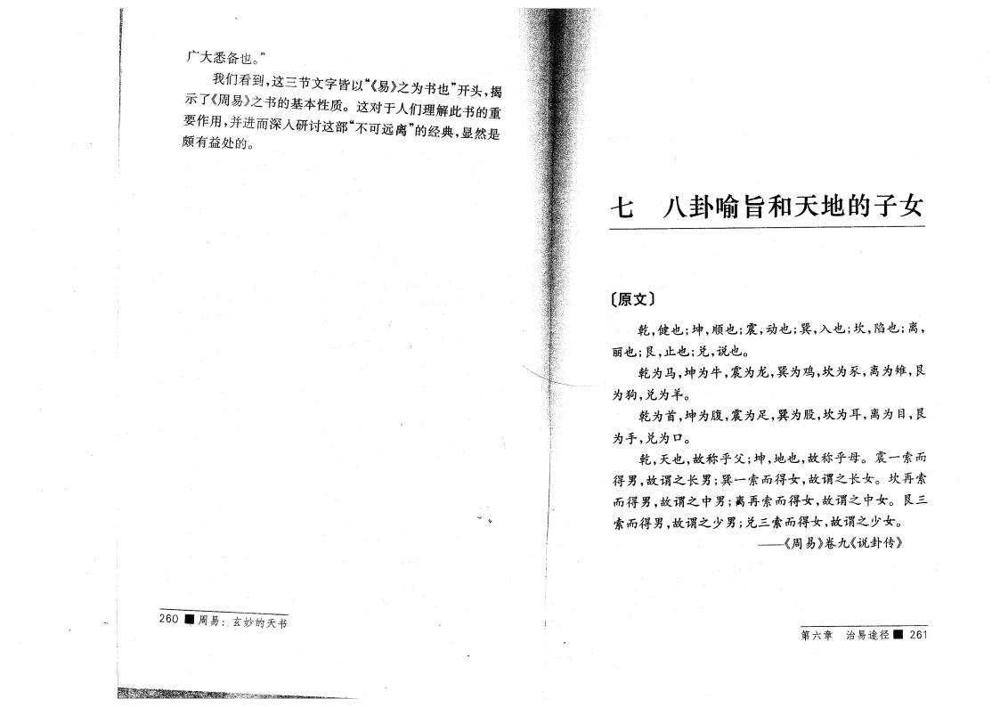 广大悉备也。”
我们看到，这三节文字皆以“《易》之为书也”开头，揭
示了《周易》之书的基本性质。这对于人们理解此书的重
要作用，并进而深入研讨这部“不可远离”的经典，显然是
颇有益处的。
260 ■ 周易：玄妙的天书
七 八卦喻旨和天地的子女
〔原文〕
乾，健也；坤，顺也；震，动也；巽，入也；坎，陷也；离，
丽也；艮，止也；兑，说也。
乾为马，坤为牛，震为龙，巽为鸡，坎为豕，离为雉，艮
为狗，兑为羊。
乾为首，坤为腹，震为足，巽为股，坎为耳，离为目，艮
为手，兑为口。
乾，天也，故称乎父；坤，地也，故称乎母。震一索而
得男，故谓之长男；巽一索而得女，故谓之长女。坎再索
而得男，故谓之中男；离再索而得女，故谓之中女。艮三
索而得男，故谓之少男；兑三索而得女，故谓之少女。
——《周易》卷九《说卦传》
第六章 治易途径 ■ 261